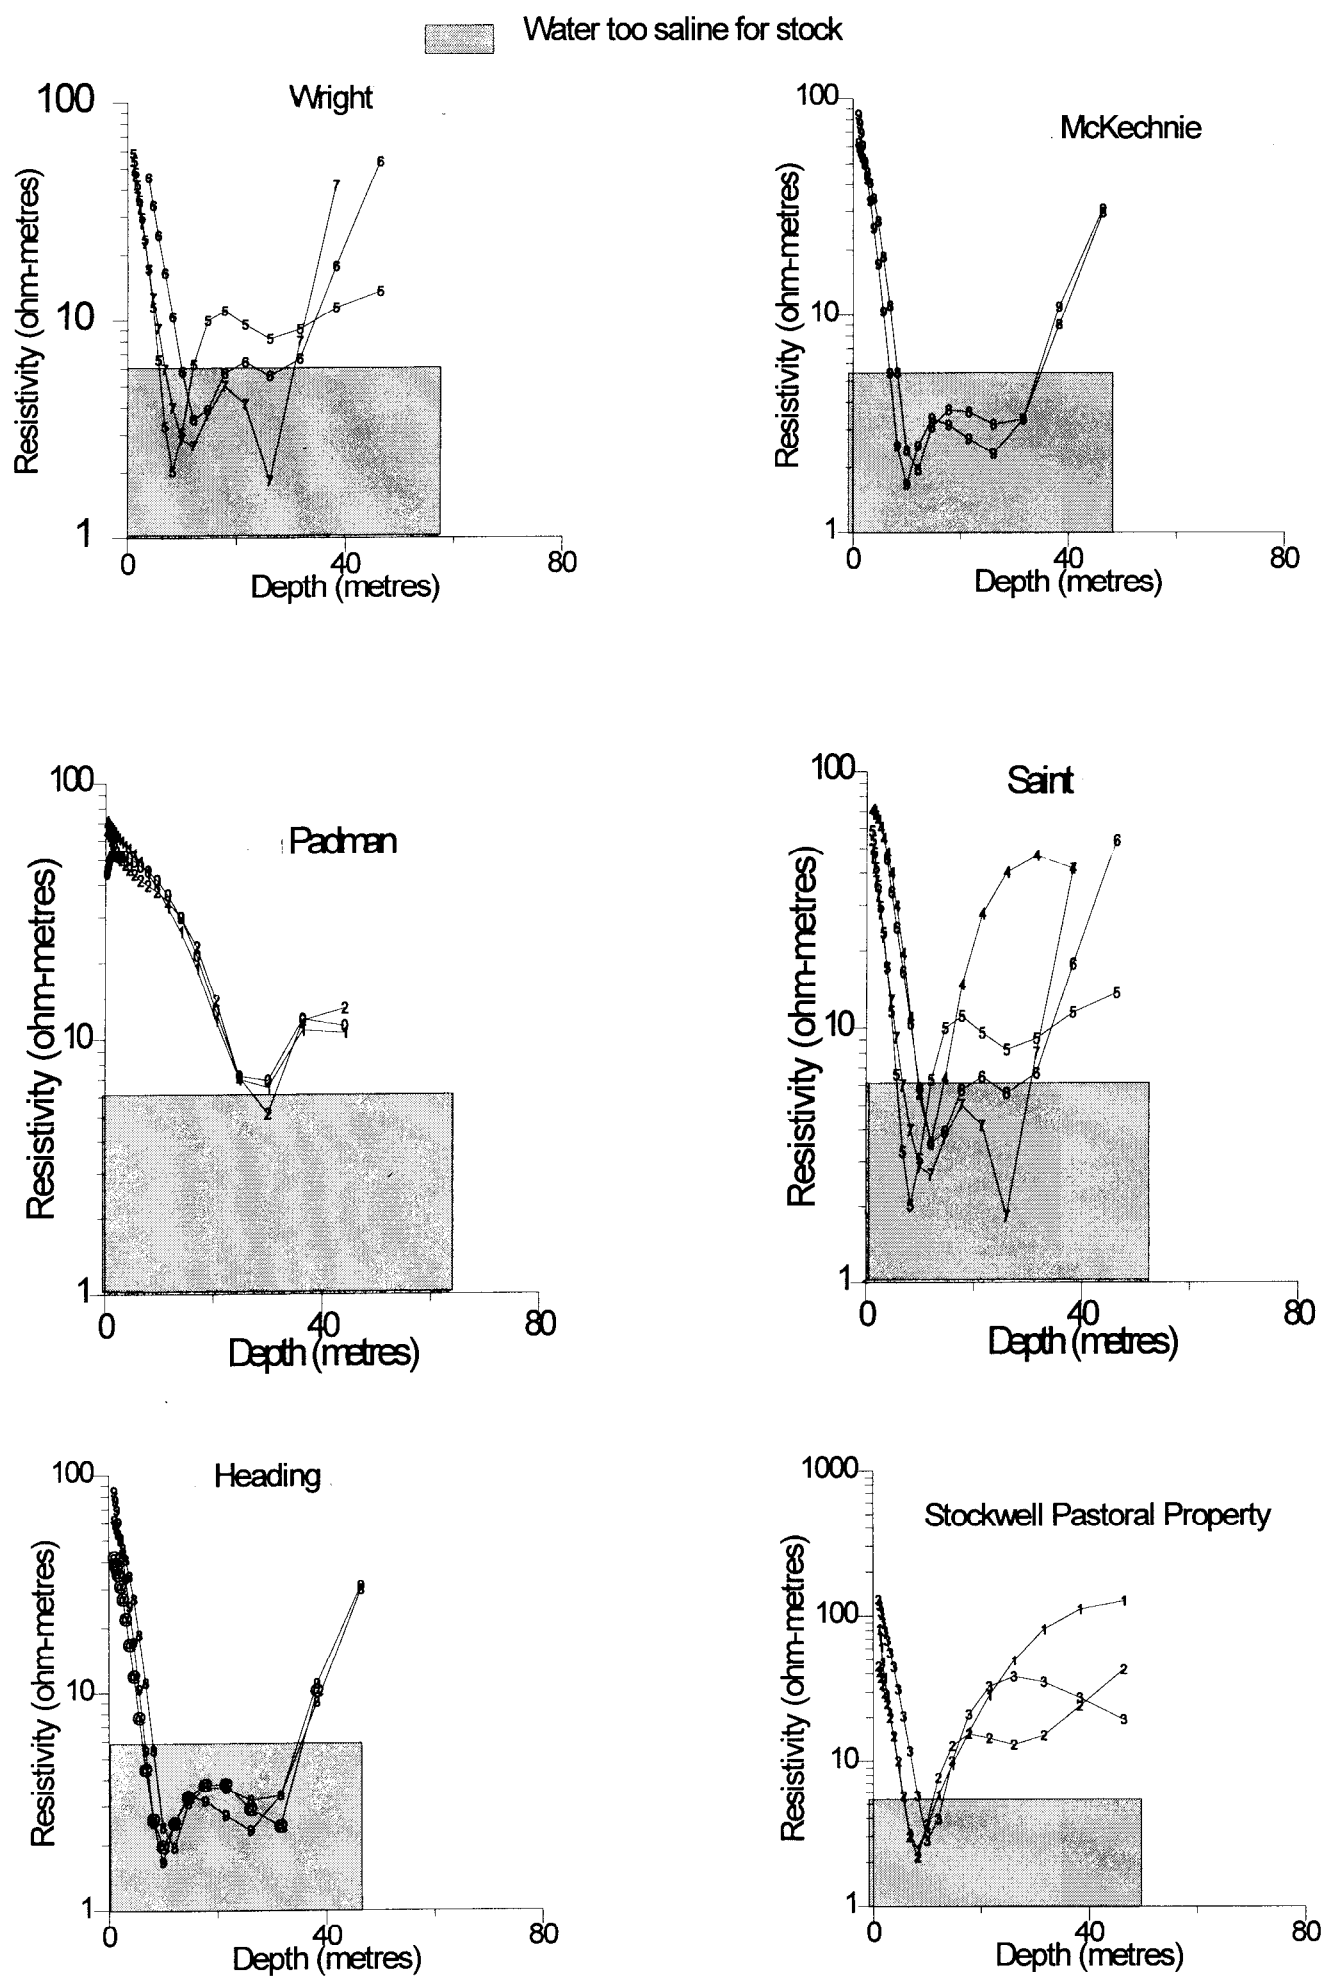 Water too saline for stock
Wright
100
10
1
0
40
80
Resistivity (ohm-metres)
Depth (metres)
McKechnie
100
10
1
0
40
80
Resistivity (ohm-metres)
Depth (metres)
Padman
100
10
1
0
40
80
Resistivity (ohm-metres)
Depth (metres)
Saint
100
10
1
0
40
80
Resistivity (ohm-metres)
Depth (metres)
Heading
100
10
1
0
40
80
Resistivity (ohm-metres)
Depth (metres)
Stockwell Pastoral Property
1000
100
10
1
0
40
80
Resistivity (ohm-metres)
Depth (metres)